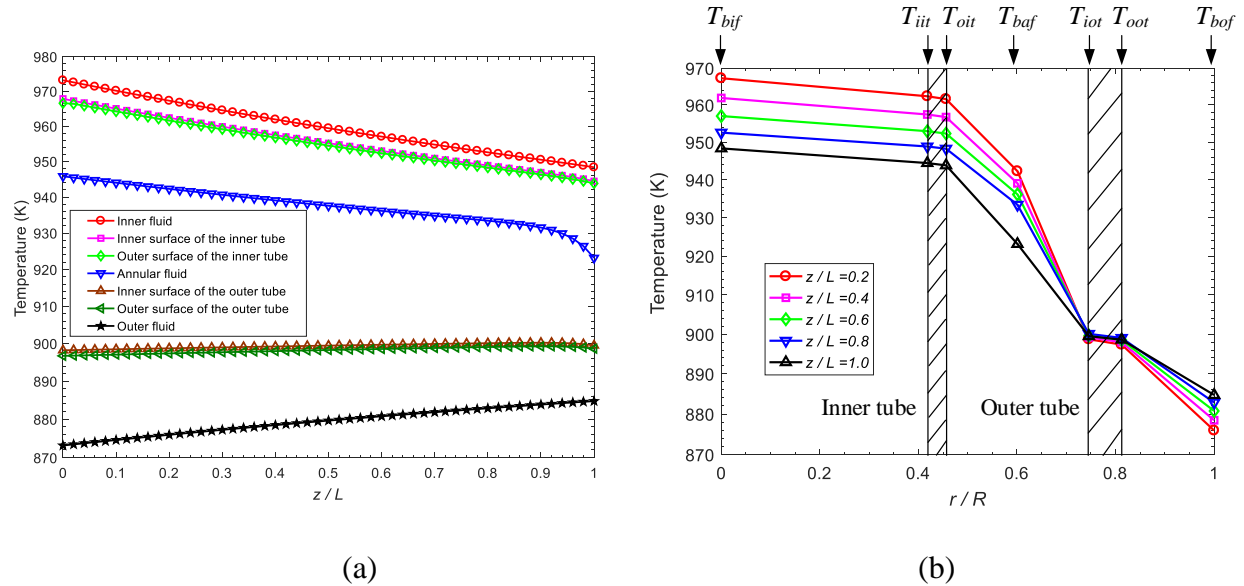 980
970
960
950
940
930
920
910
900
890
880
870
Temperature (K)
Inner fluid
Inner surface of the inner tube
Outer surface of the inner tube
Annular fluid
Inner surface of the outer tube
Outer surface of the outer tube
Outer fluid
0 0.1 0.2 0.3 0.4 0.5 0.6 0.7 0.8 0.9 1
z / L
(a)
T_bif T_iit T_oit T_baf T_iot T_oot T_bof
970
960
950
940
930
920
910
900
890
880
870
Temperature (K)
z / L =0.2
z / L =0.4
z / L =0.6
z / L =0.8
z / L =1.0
Inner tube Outer tube
0 0.2 0.4 0.6 0.8 1
r / R
(b)